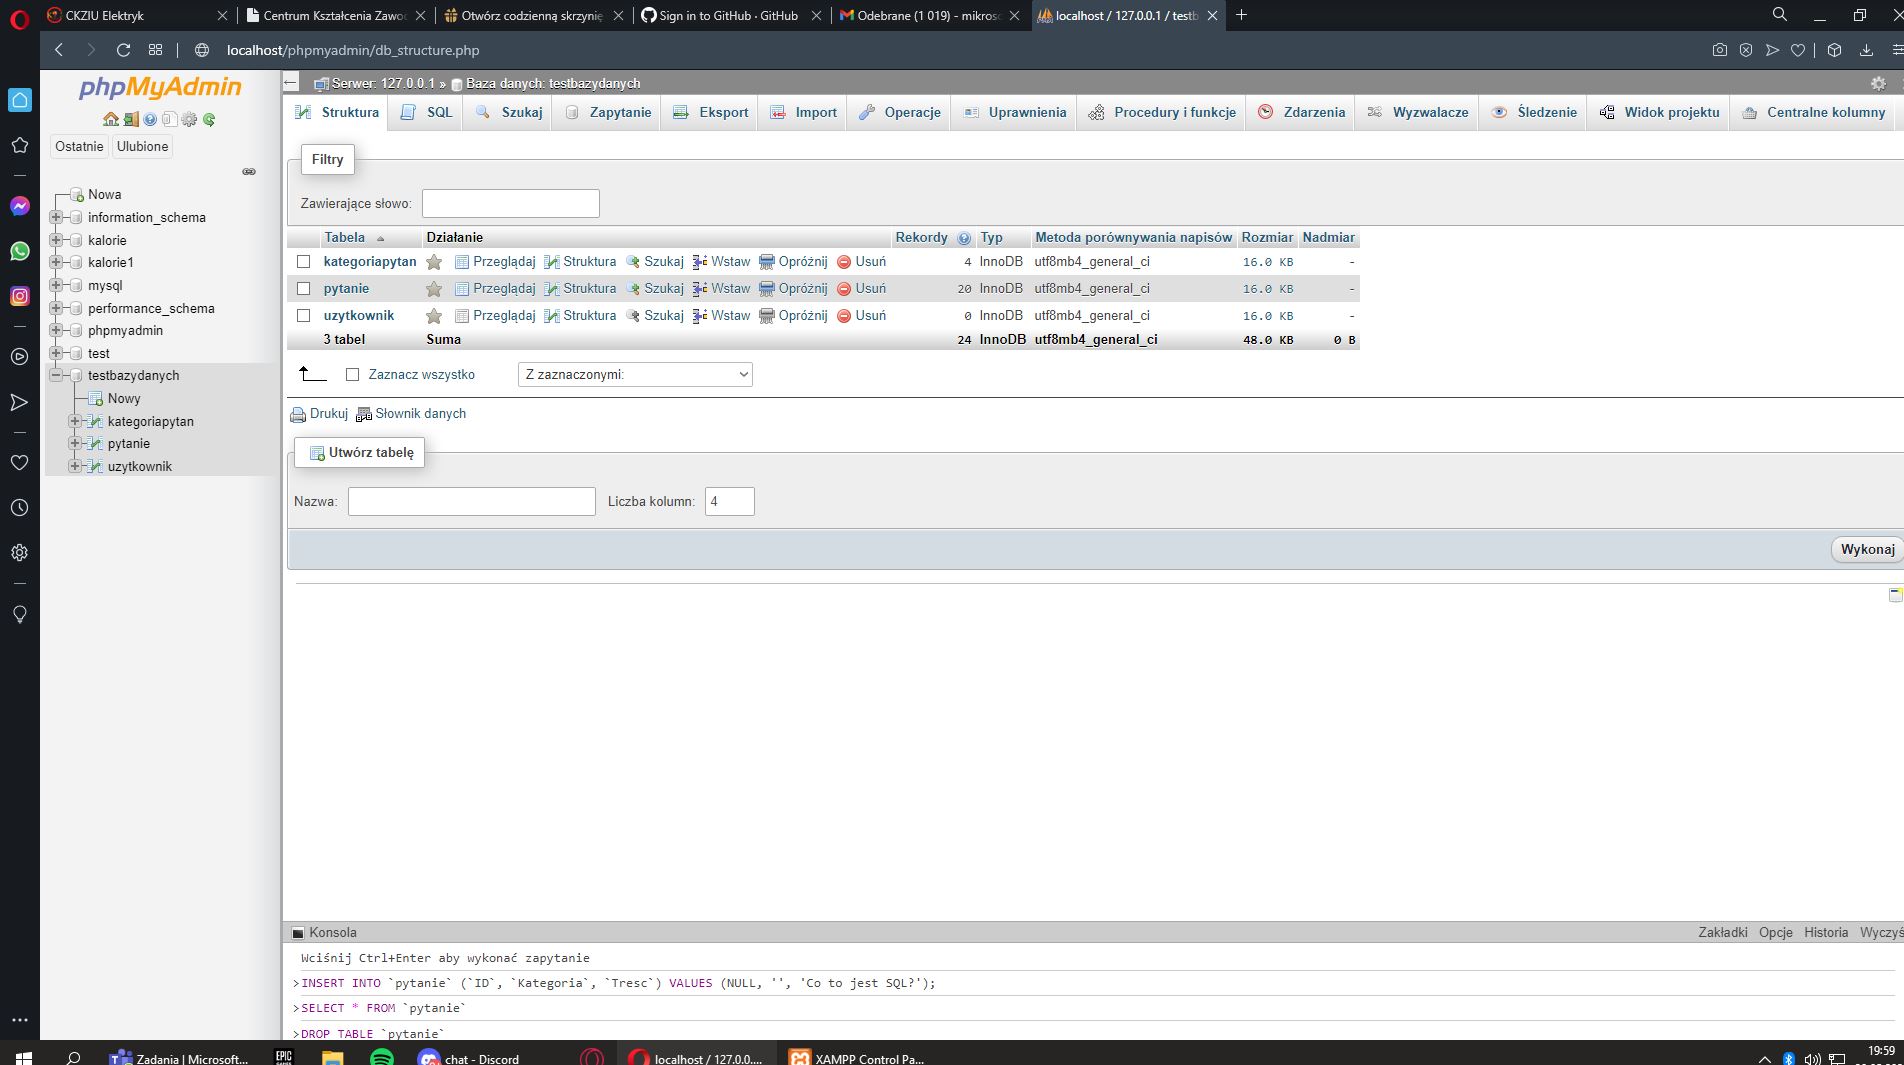 CKZIU Elektryk
Centrum Kształcenia Zawo
Otwórz codzienną skrzynię
Sign in to GitHub · GitHub
Odebrane (1 019) - mikros
localhost / 127.0.0.1 / testb
localhost/phpmyadmin/db_structure.php
phpMyAdmin
Ostatnie
Ulubione
Nowa
information_schema
kalorie
kalorie1
mysql
performance_schema
phpmyadmin
test
testbazydanych
Nowy
kategoriapytan
pytanie
uzytkownik
Serwer: 127.0.0.1 » Baza danych: testbazydanych
Struktura SQL Szukaj Zapytanie Eksport Import Operacje Uprawnienia Procedury i funkcje Zdarzenia Wyzwalacze Śledzenie Widok projektu Centralne kolumny
Filtry
Zawierające słowo:
Tabela Działanie Rekordy Typ Metoda porównywania napisów Rozmiar Nadmiar
kategoriapytan Przeglądaj Struktura Szukaj Wstaw Opróżnij Usuń 4 InnoDB utf8mb4_general_ci 16.0 KB -
pytanie Przeglądaj Struktura Szukaj Wstaw Opróżnij Usuń 20 InnoDB utf8mb4_general_ci 16.0 KB -
uzytkownik Przeglądaj Struktura Szukaj Wstaw Opróżnij Usuń 0 InnoDB utf8mb4_general_ci 16.0 KB -
3 tabel Suma 24 InnoDB utf8mb4_general_ci 48.0 KB 0 B
Zaznacz wszystko Z zaznaczonymi:
Drukuj Słownik danych
Utwórz tabelę
Nazwa: Liczba kolumn: 4
Wykonaj
Konsola Zakładki Opcje Historia Wyczyś
Wciśnij Ctrl+Enter aby wykonać zapytanie
>INSERT INTO `pytanie` (`ID`, `Kategoria`, `Tresc`) VALUES (NULL, '', 'Co to jest SQL?');
>SELECT * FROM `pytanie`
>DROP TABLE `pytanie`
Zadania | Microsoft...
EPIC
chat - Discord
localhost / 127.0.0....
XAMPP Control Pa...
19:59